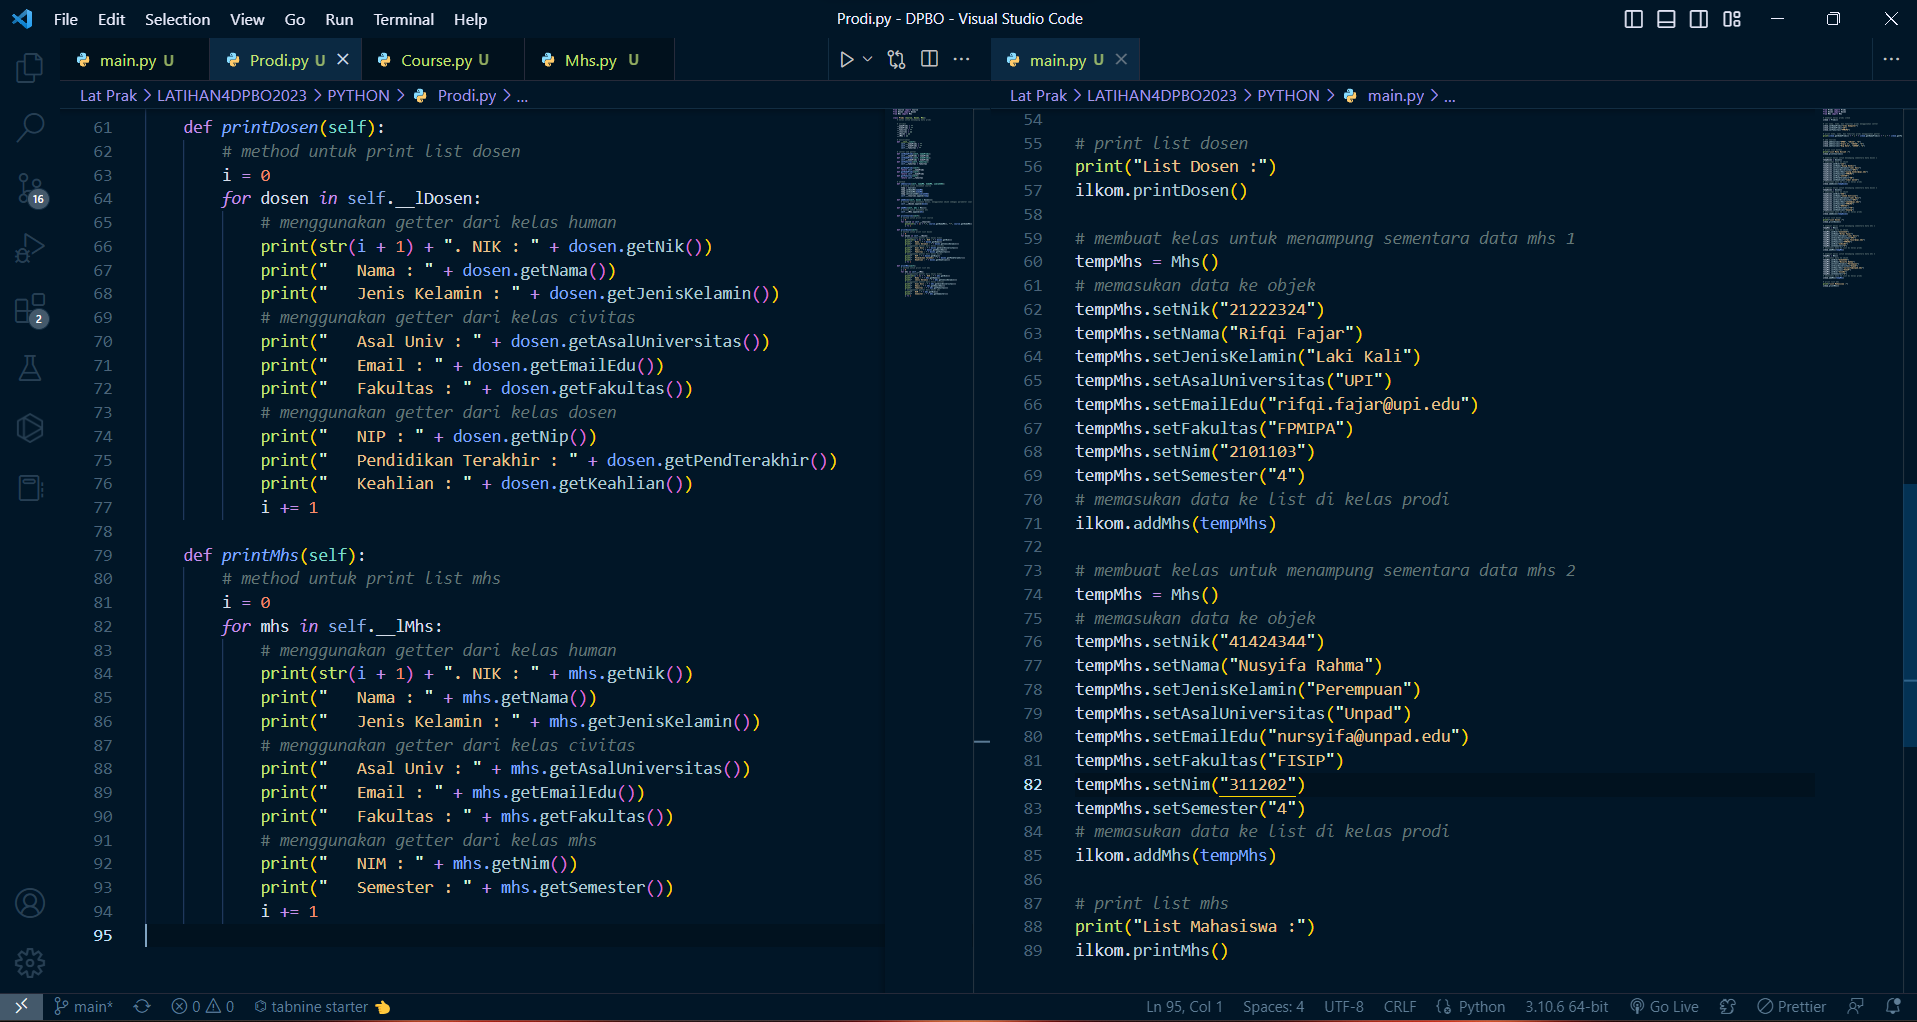 File Edit Selection View Go Run Terminal Help
Prodi.py - DPBO - Visual Studio Code
main.py U
Prodi.py U
Course.py U
Mhs.py U
main.py U
Lat Prak > LATIHAN4DPBO2023 > PYTHON > Prodi.py > ...
61 def printDosen(self):
62 # method untuk print list dosen
63 i = 0
64 for dosen in self.__lDosen:
65 # menggunakan getter dari kelas human
66 print(str(i + 1) + ". NIK : " + dosen.getNik())
67 print("   Nama : " + dosen.getNama())
68 print("   Jenis Kelamin : " + dosen.getJenisKelamin())
69 # menggunakan getter dari kelas civitas
70 print("   Asal Univ : " + dosen.getAsalUniversitas())
71 print("   Email : " + dosen.getEmailEdu())
72 print("   Fakultas : " + dosen.getFakultas())
73 # menggunakan getter dari kelas dosen
74 print("   NIP : " + dosen.getNip())
75 print("   Pendidikan Terakhir : " + dosen.getPendTerakhir())
76 print("   Keahlian : " + dosen.getKeahlian())
77 i += 1
78
79 def printMhs(self):
80 # method untuk print list mhs
81 i = 0
82 for mhs in self.__lMhs:
83 # menggunakan getter dari kelas human
84 print(str(i + 1) + ". NIK : " + mhs.getNik())
85 print("   Nama : " + mhs.getNama())
86 print("   Jenis Kelamin : " + mhs.getJenisKelamin())
87 # menggunakan getter dari kelas civitas
88 print("   Asal Univ : " + mhs.getAsalUniversitas())
89 print("   Email : " + mhs.getEmailEdu())
90 print("   Fakultas : " + mhs.getFakultas())
91 # menggunakan getter dari kelas mhs
92 print("   NIM : " + mhs.getNim())
93 print("   Semester : " + mhs.getSemester())
94 i += 1
95
Lat Prak > LATIHAN4DPBO2023 > PYTHON > main.py > ...
54
55 # print list dosen
56 print("List Dosen :")
57 ilkom.printDosen()
58
59 # membuat kelas untuk menampung sementara data mhs 1
60 tempMhs = Mhs()
61 # memasukan data ke objek
62 tempMhs.setNik("21222324")
63 tempMhs.setNama("Rifqi Fajar")
64 tempMhs.setJenisKelamin("Laki Kali")
65 tempMhs.setAsalUniversitas("UPI")
66 tempMhs.setEmailEdu("rifqi.fajar@upi.edu")
67 tempMhs.setFakultas("FPMIPA")
68 tempMhs.setNim("2101103")
69 tempMhs.setSemester("4")
70 # memasukan data ke list di kelas prodi
71 ilkom.addMhs(tempMhs)
72
73 # membuat kelas untuk menampung sementara data mhs 2
74 tempMhs = Mhs()
75 # memasukan data ke objek
76 tempMhs.setNik("41424344")
77 tempMhs.setNama("Nusyifa Rahma")
78 tempMhs.setJenisKelamin("Perempuan")
79 tempMhs.setAsalUniversitas("Unpad")
80 tempMhs.setEmailEdu("nursyifa@unpad.edu")
81 tempMhs.setFakultas("FISIP")
82 tempMhs.setNim("311202")
83 tempMhs.setSemester("4")
84 # memasukan data ke list di kelas prodi
85 ilkom.addMhs(tempMhs)
86
87 # print list mhs
88 print("List Mahasiswa :")
89 ilkom.printMhs()
16
2
main* 0 0 tabnine starter Ln 95, Col 1 Spaces: 4 UTF-8 CRLF Python 3.10.6 64-bit Go Live Prettier